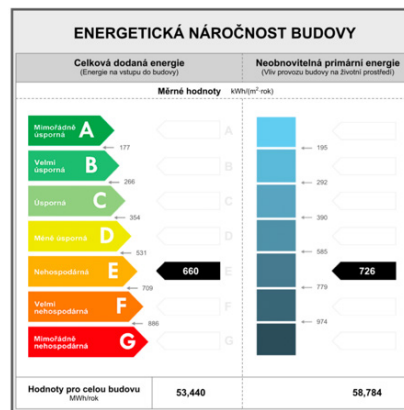 ENERGETICKÁ NÁROČNOST BUDOVY
Celková dodaná energie
(Energie na vstupu do budovy)
Neobnovitelná primární energie
(Vliv provozu budovy na životní prostředí)
Měrné hodnoty kWh/(m²·rok)
Mimořádně
úsporná
A
A
177
195
Velmi
úsporná
B
B
266
292
Úsporná
C
C
354
390
Méně úsporná
D
D
531
585
Nehospodárná
E
660
E
726
709
779
Velmi
nehospodárná
F
F
886
974
Mimořádně
nehospodárná
G
G
Hodnoty pro celou budovu
MWh/rok
53,440
58,784